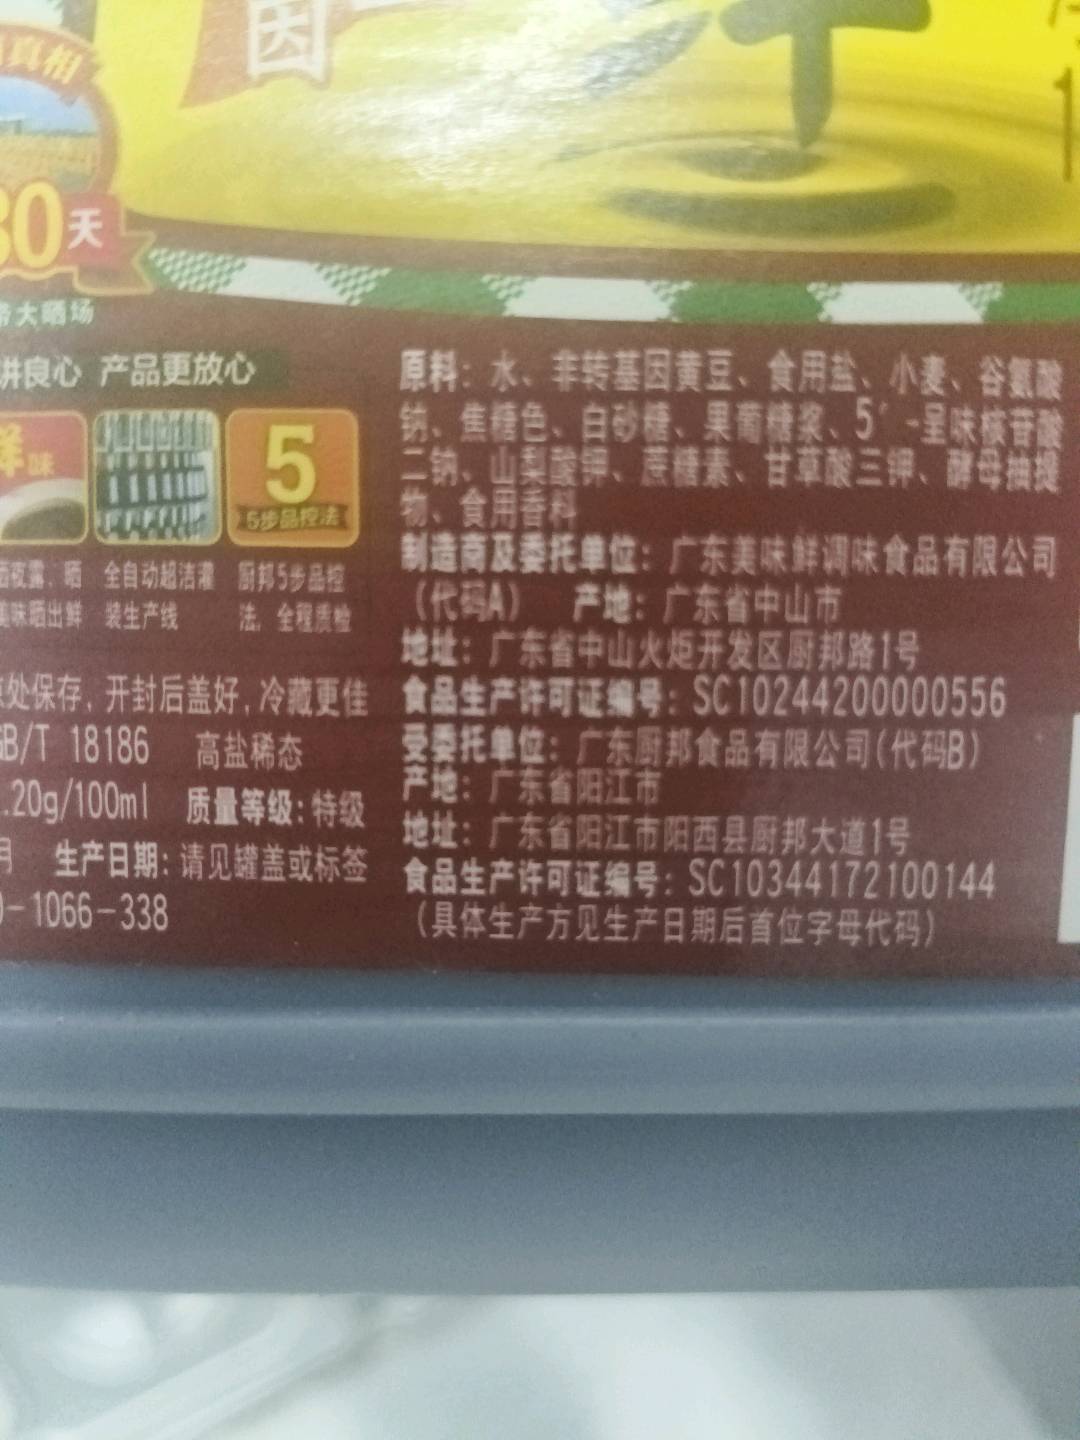 因
真相
80天
大晒场
讲良心 产品更放心
味
5
5步品控法
晒 全自动超洁灌 厨邦5步品控
美味晒出鲜 装生产线 法, 全程质检
处保存,开封后盖好,冷藏更佳
GB/T 18186 高盐稀态
.20g/100ml 质量等级:特级
月 生产日期:请见罐盖或标签
-1066-338
原料: 水、非转基因黄豆、食用盐、小麦、谷氨酸
钠、焦糖色、白砂糖、果葡糖浆、5′-呈味核苷酸
二钠、山梨酸钾、蔗糖素、甘草酸三钾、酵母抽提
物、食用香料
制造商及委托单位: 广东美味鲜调味食品有限公司
(代码A) 产地: 广东省中山市
地址: 广东省中山火炬开发区厨邦路1号
食品生产许可证编号: SC10244200000556
受委托单位: 广东厨邦食品有限公司(代码B)
产地: 广东省阳江市
地址: 广东省阳江市阳西县厨邦大道1号
食品生产许可证编号: SC10344172100144
(具体生产方见生产日期后首位字母代码)